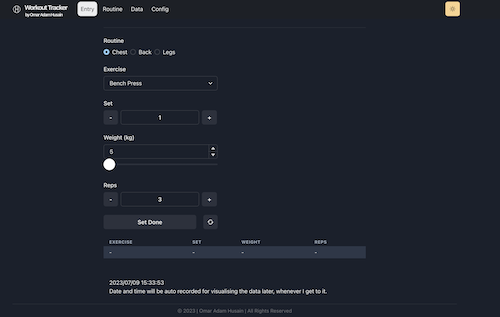 Workout Tracker
by Omar Adam Husain
Entry Routine Data Config
Routine
Chest Back Legs
Exercise
Bench Press
Set
- 1 +
Weight (kg)
5
Reps
- 3 +
Set Done
EXERCISE SET WEIGHT REPS
- - - -
2023/07/09 15:33:53
Date and time will be auto recorded for visualising the data later, whenever I get to it.
© 2023 | Omar Adam Husain | All Rights Reserved